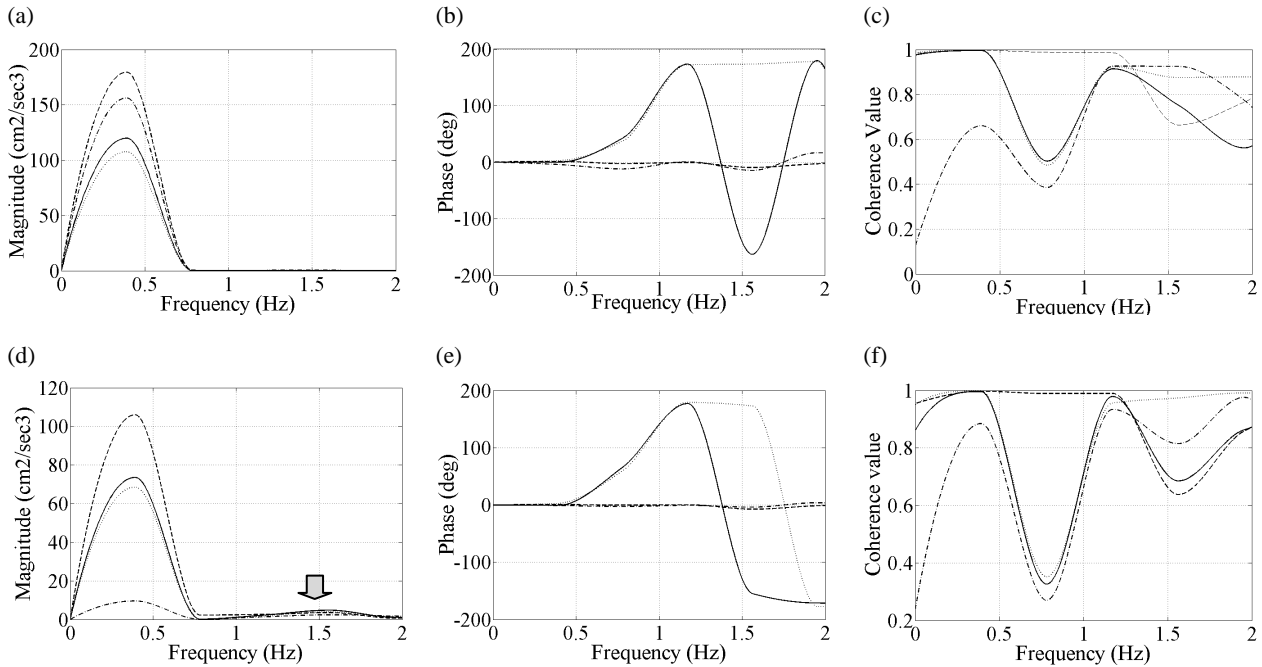 (a)
Magnitude (cm2/sec3)
200
150
100
50
0
0 0.5 1 1.5 2
Frequency (Hz)
(b)
Phase (deg)
200
100
0
-100
-200
0 0.5 1 1.5 2
Frequency (Hz)
(c)
Coherence Value
1
0.8
0.6
0.4
0.2
0
0 0.5 1 1.5 2
Frequency (Hz)
(d)
Magnitude (cm2/sec3)
120
100
80
60
40
20
0
0 0.5 1 1.5 2
Frequency (Hz)
(e)
Phase (deg)
200
100
0
-100
-200
0 0.5 1 1.5 2
Frequency (Hz)
(f)
Coherence value
1
0.8
0.6
0.4
0.2
0 0.5 1 1.5 2
Frequency (Hz)